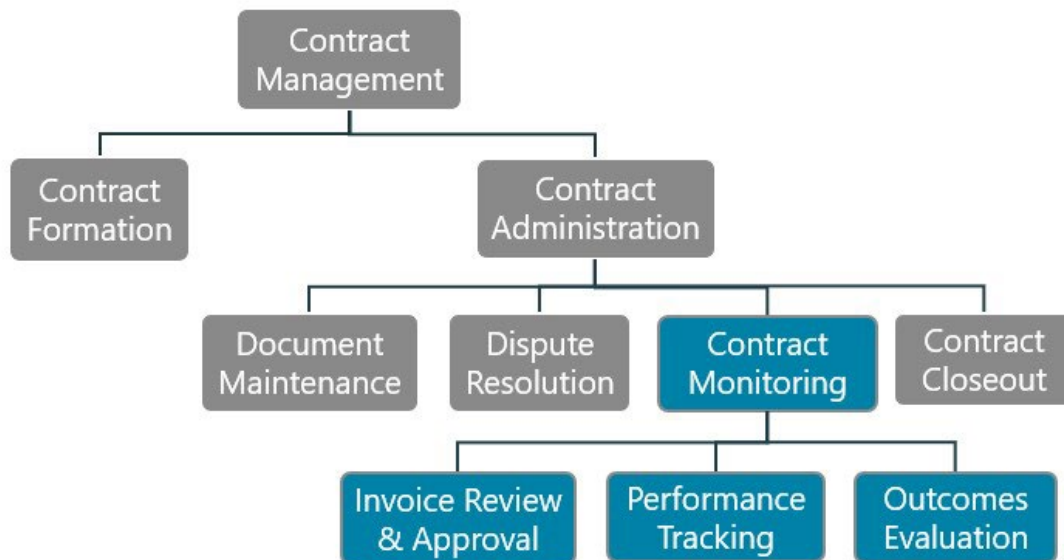 Contract
Management
Contract
Formation
Contract
Administration
Document
Maintenance
Dispute
Resolution
Contract
Monitoring
Contract
Closeout
Invoice Review
& Approval
Performance
Tracking
Outcomes
Evaluation